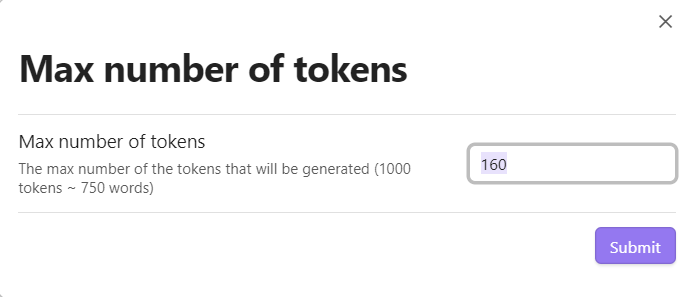 Max number of tokens
Max number of tokens
The max number of the tokens that will be generated (1000
tokens ~ 750 words)
160
Submit